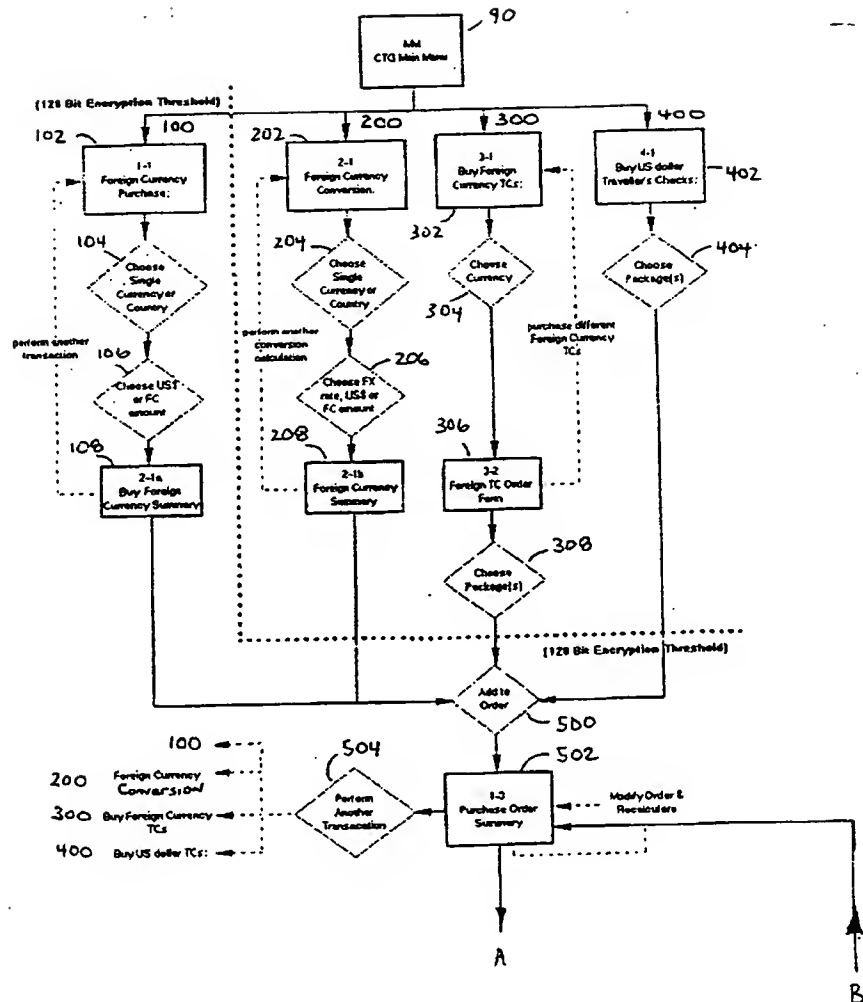 90
MM
CTG Main Menu
(128 Bit Encryption Threshold)
100
200
300
400
102
1-1
Foreign Currency
Purchase:
202
2-1
Foreign Currency
Conversion.
3-1
Buy Foreign
Currency TCs:
302
4-1
Buy US doller
Traveller's Checks:
402
104
Choose
Single
Currency or
Country
204
Choose
Single
Currency or
Country
Choose
Currency
304
404
Choose
Package(s)
perform another
transaction
106
Choose US$
or FC
amount
perform another
conversion
calculation
206
Choose FX
rate, US$ or
FC amount
purchase different
Foreign Currency
TCs
108
2-1a
Buy Foreign
Currency Summary
208
2-1b
Foreign Currency
Summary
306
3-2
Foreign TC Order
Form
308
Choose
Package(s)
(128 Bit Encryption Threshold)
Add to
Order
500
100
200 Foreign Currency
Conversion
300 Buy Foreign Currency
TCs
400 Buy US doller TCs:
504
Perform
Another
Transaction
502
1-3
Purchase Order
Summary
Modify Order &
Recalculate
A
B